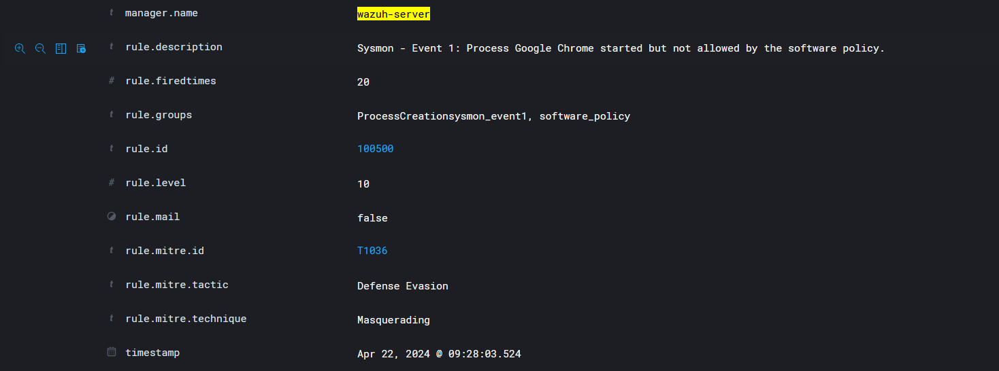 t manager.name wazuh-server
t rule.description Sysmon - Event 1: Process Google Chrome started but not allowed by the software policy.
# rule.firedtimes 20
t rule.groups ProcessCreationsysmon_event1, software_policy
t rule.id 100500
# rule.level 10
rule.mail false
t rule.mitre.id T1036
t rule.mitre.tactic Defense Evasion
t rule.mitre.technique Masquerading
timestamp Apr 22, 2024 @ 09:28:03.524